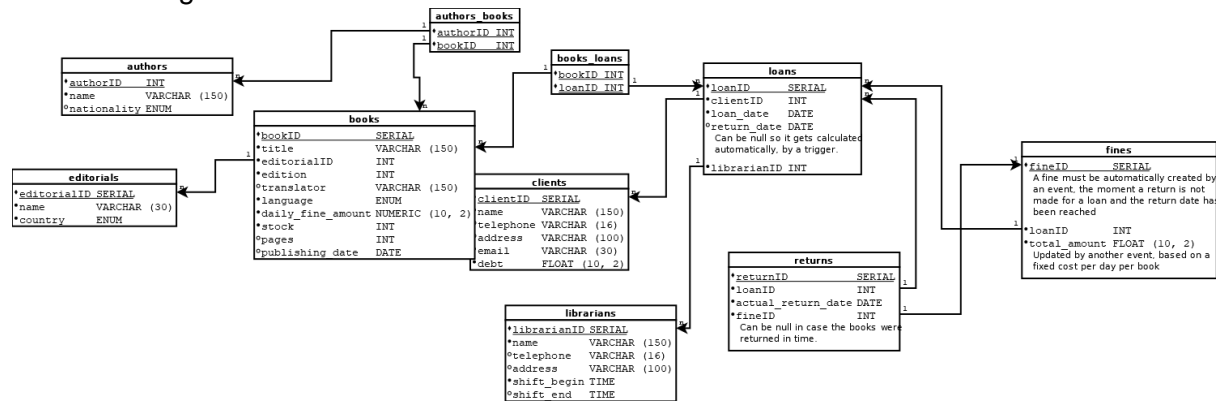 authors_books
authorID INT
bookID INT
authors
authorID INT
name VARCHAR (150)
nationality ENUM
books_loans
bookID INT
loanID INT
loans
loanID SERIAL
clientID INT
loan_date DATE
return_date DATE
Can be null so it gets calculated
automatically, by a trigger.
librarianID INT
books
bookID SERIAL
title VARCHAR (150)
editorialID INT
edition INT
translator VARCHAR (150)
language ENUM
daily_fine_amount NUMERIC (10, 2)
stock INT
pages INT
publishing_date DATE
editorials
editorialID SERIAL
name VARCHAR (30)
country ENUM
clients
clientID SERIAL
name VARCHAR (150)
telephone VARCHAR (16)
address VARCHAR (100)
email VARCHAR (30)
debt FLOAT (10, 2)
fines
fineID SERIAL
A fine must be automatically created by
an event, the moment a return is not
made for a loan and the return date has
been reached
loanID INT
total_amount FLOAT (10, 2)
Updated by another event, based on a
fixed cost per day per book
returns
returnID SERIAL
loanID INT
actual_return_date DATE
fineID INT
Can be null in case the books were
returned in time.
librarians
librarianID SERIAL
name VARCHAR (150)
telephone VARCHAR (16)
address VARCHAR (100)
shift_begin TIME
shift_end TIME